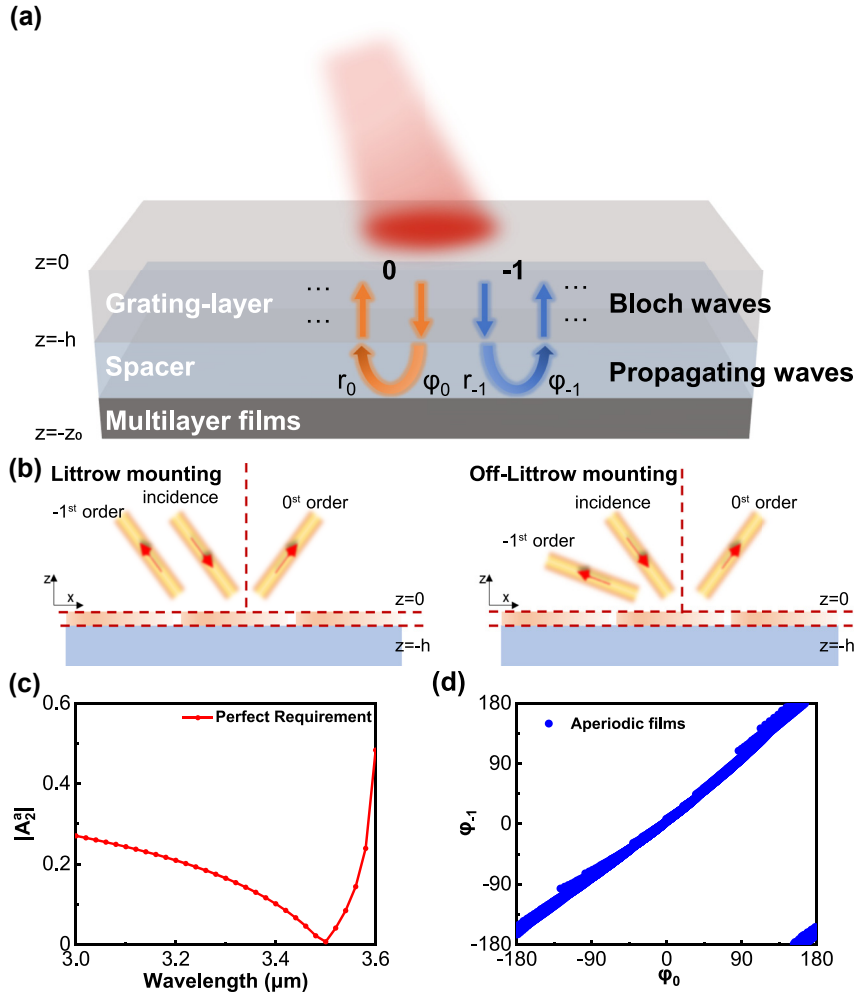 (a)
0
-1
z=0
... ...
Grating-layer
Bloch waves
... ...
z=-h
Spacer
r₀ φ₀ r₋₁ φ₋₁
Propagating waves
Multilayer films
z=-z₀
(b)
Littrow mounting
incidence
-1ˢᵗ order
0ˢᵗ order
z
x
z=0
z=-h
Off-Littrow mounting
incidence
0ˢᵗ order
-1ˢᵗ order
z
x
z=0
z=-h
(c)
0.6
Perfect Requirement
0.4
|A₂ᵃ|
0.2
0
3.0 3.2 3.4 3.6
Wavelength (μm)
(d)
180
Aperiodic films
90
φ₋₁
0
-90
-180
-180 -90 0 90 180
φ₀